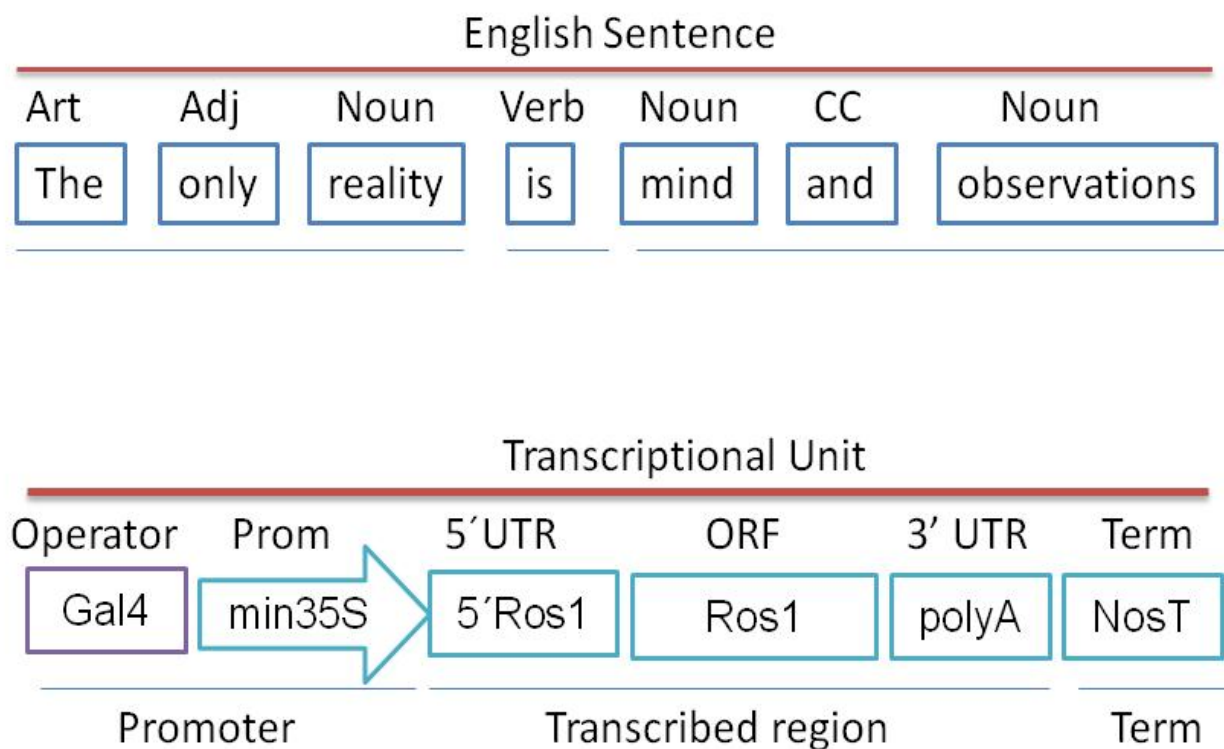 English Sentence
Art Adj Noun Verb Noun CC Noun
The only reality is mind and observations
Transcriptional Unit
Operator Prom 5´UTR ORF 3’ UTR Term
Gal4 min35S 5´Ros1 Ros1 polyA NosT
Promoter Transcribed region Term